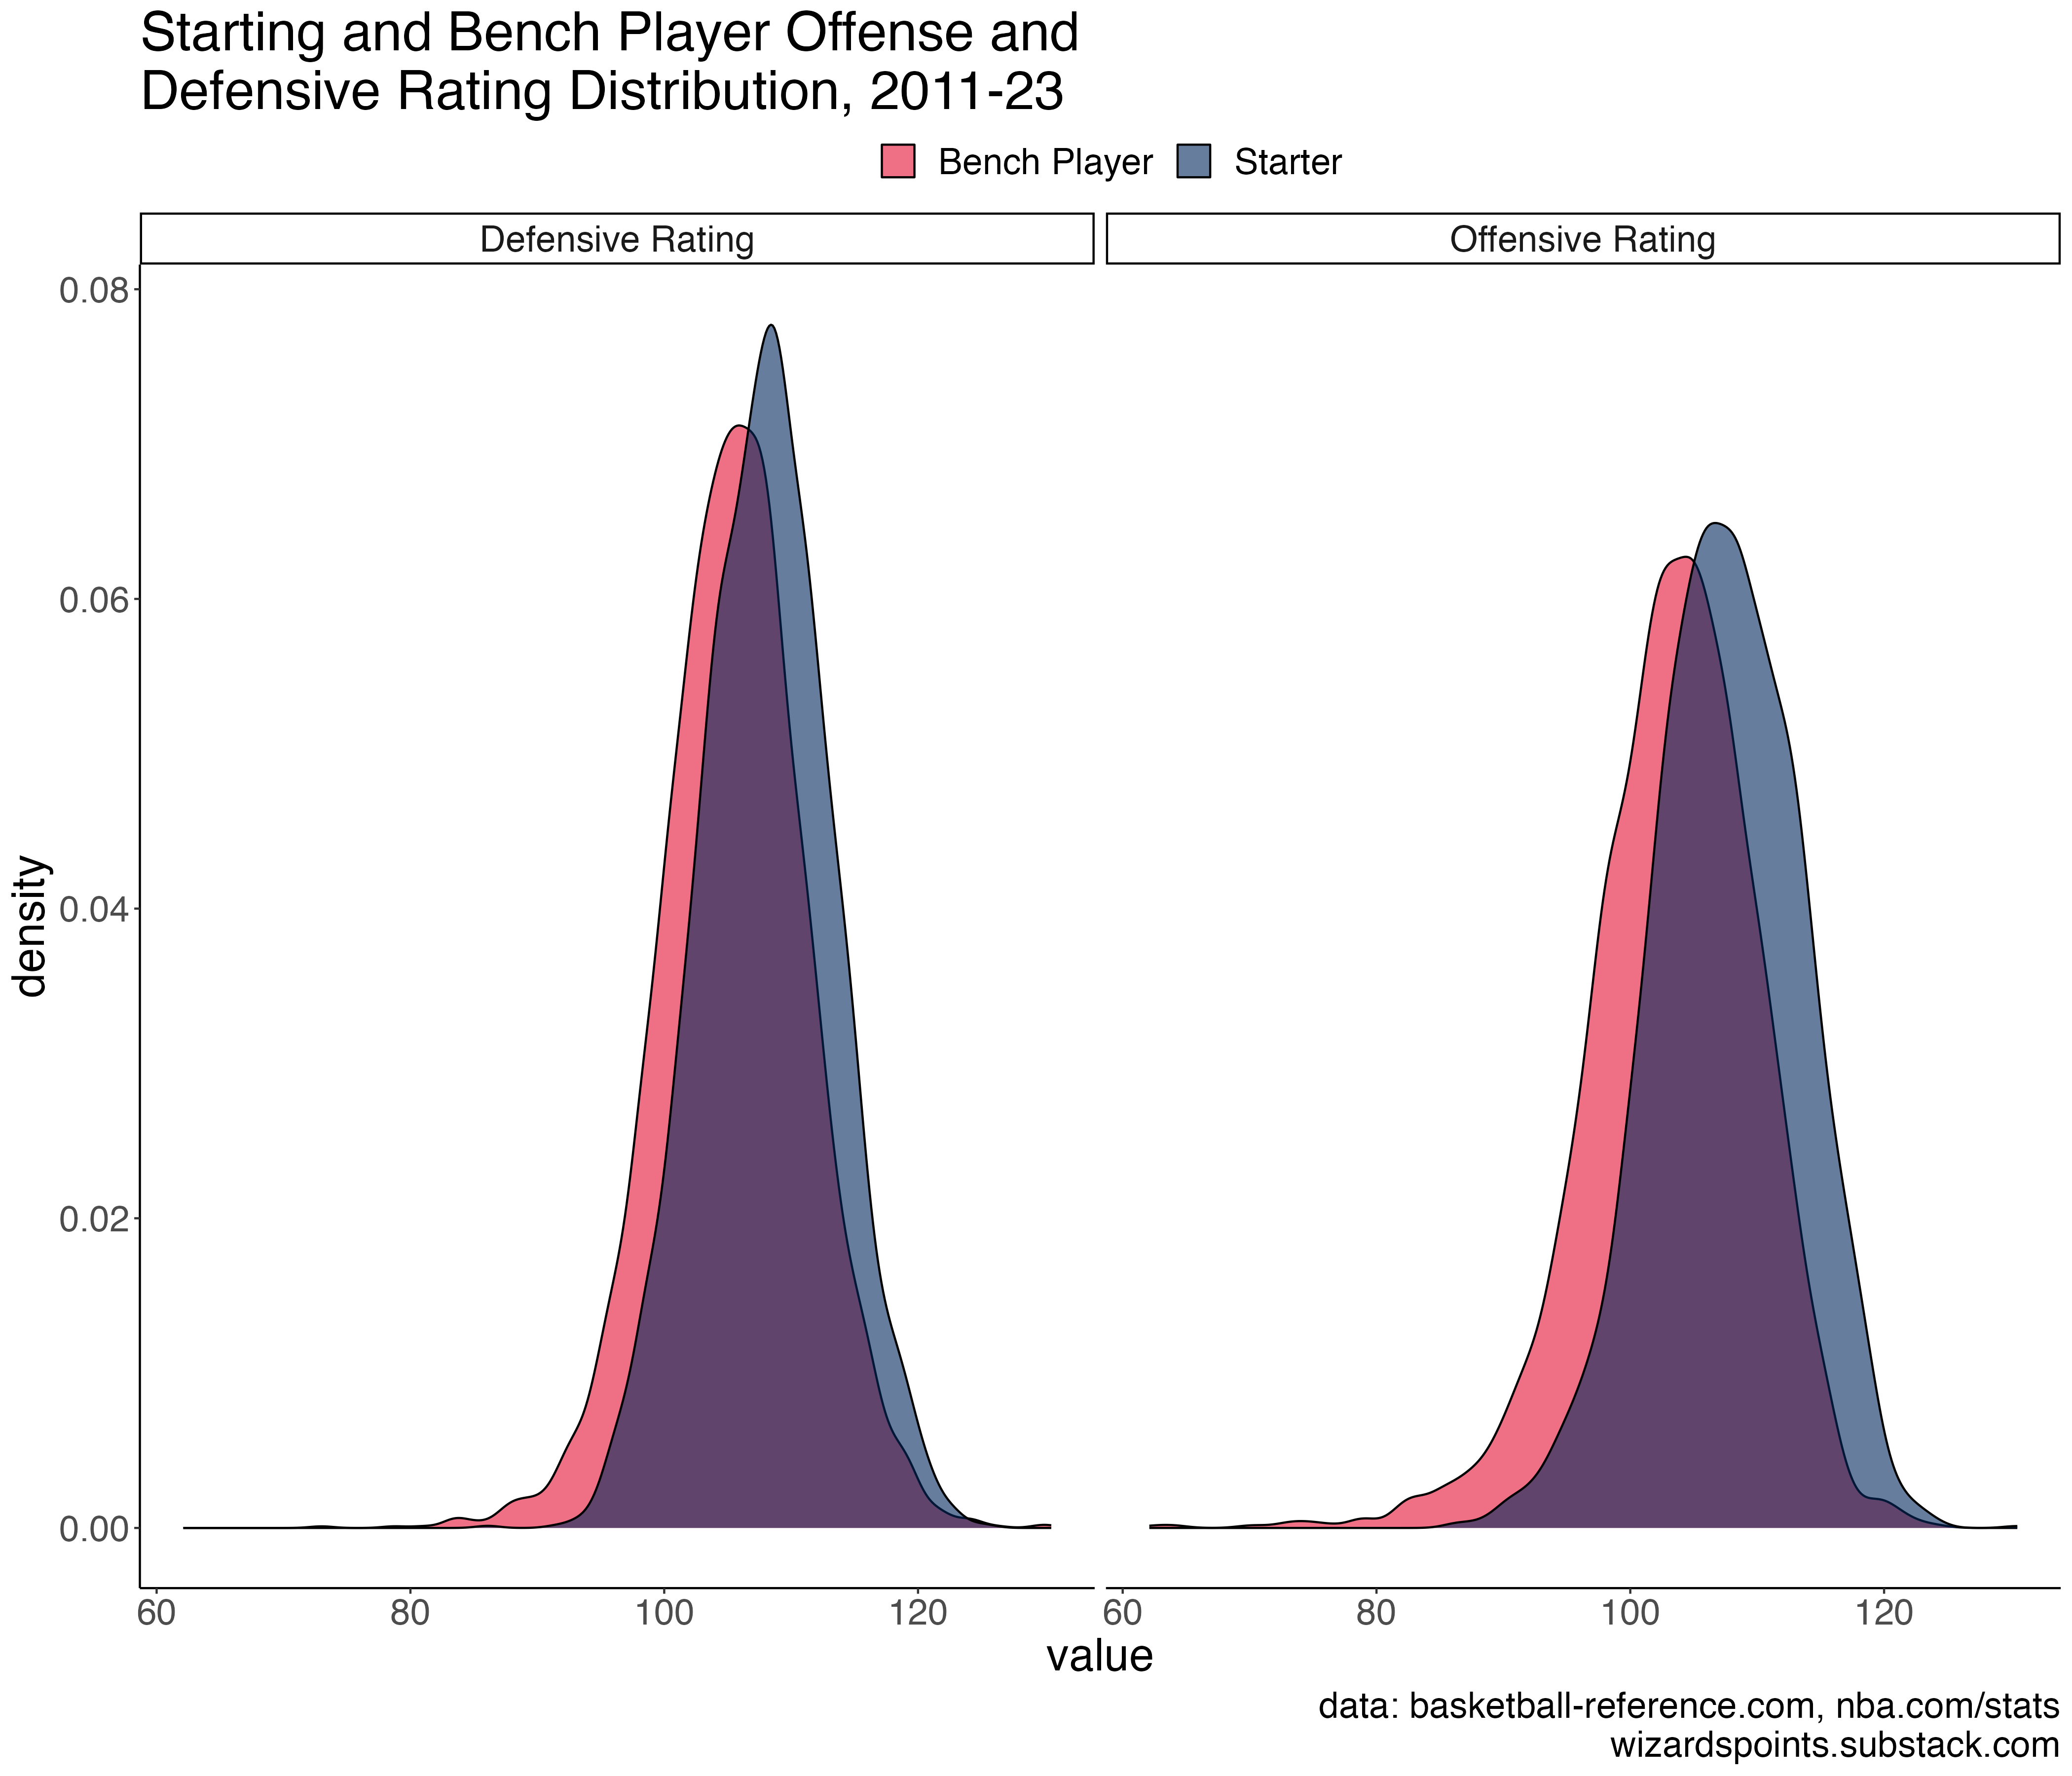 Starting and Bench Player Offense and
Defensive Rating Distribution, 2011-23
Bench Player Starter
Defensive Rating Offensive Rating
0.08
0.06
0.04
0.02
0.00
density
60 80 100 120 60 80 100 120
value
data: basketball-reference.com, nba.com/stats
wizardspoints.substack.com